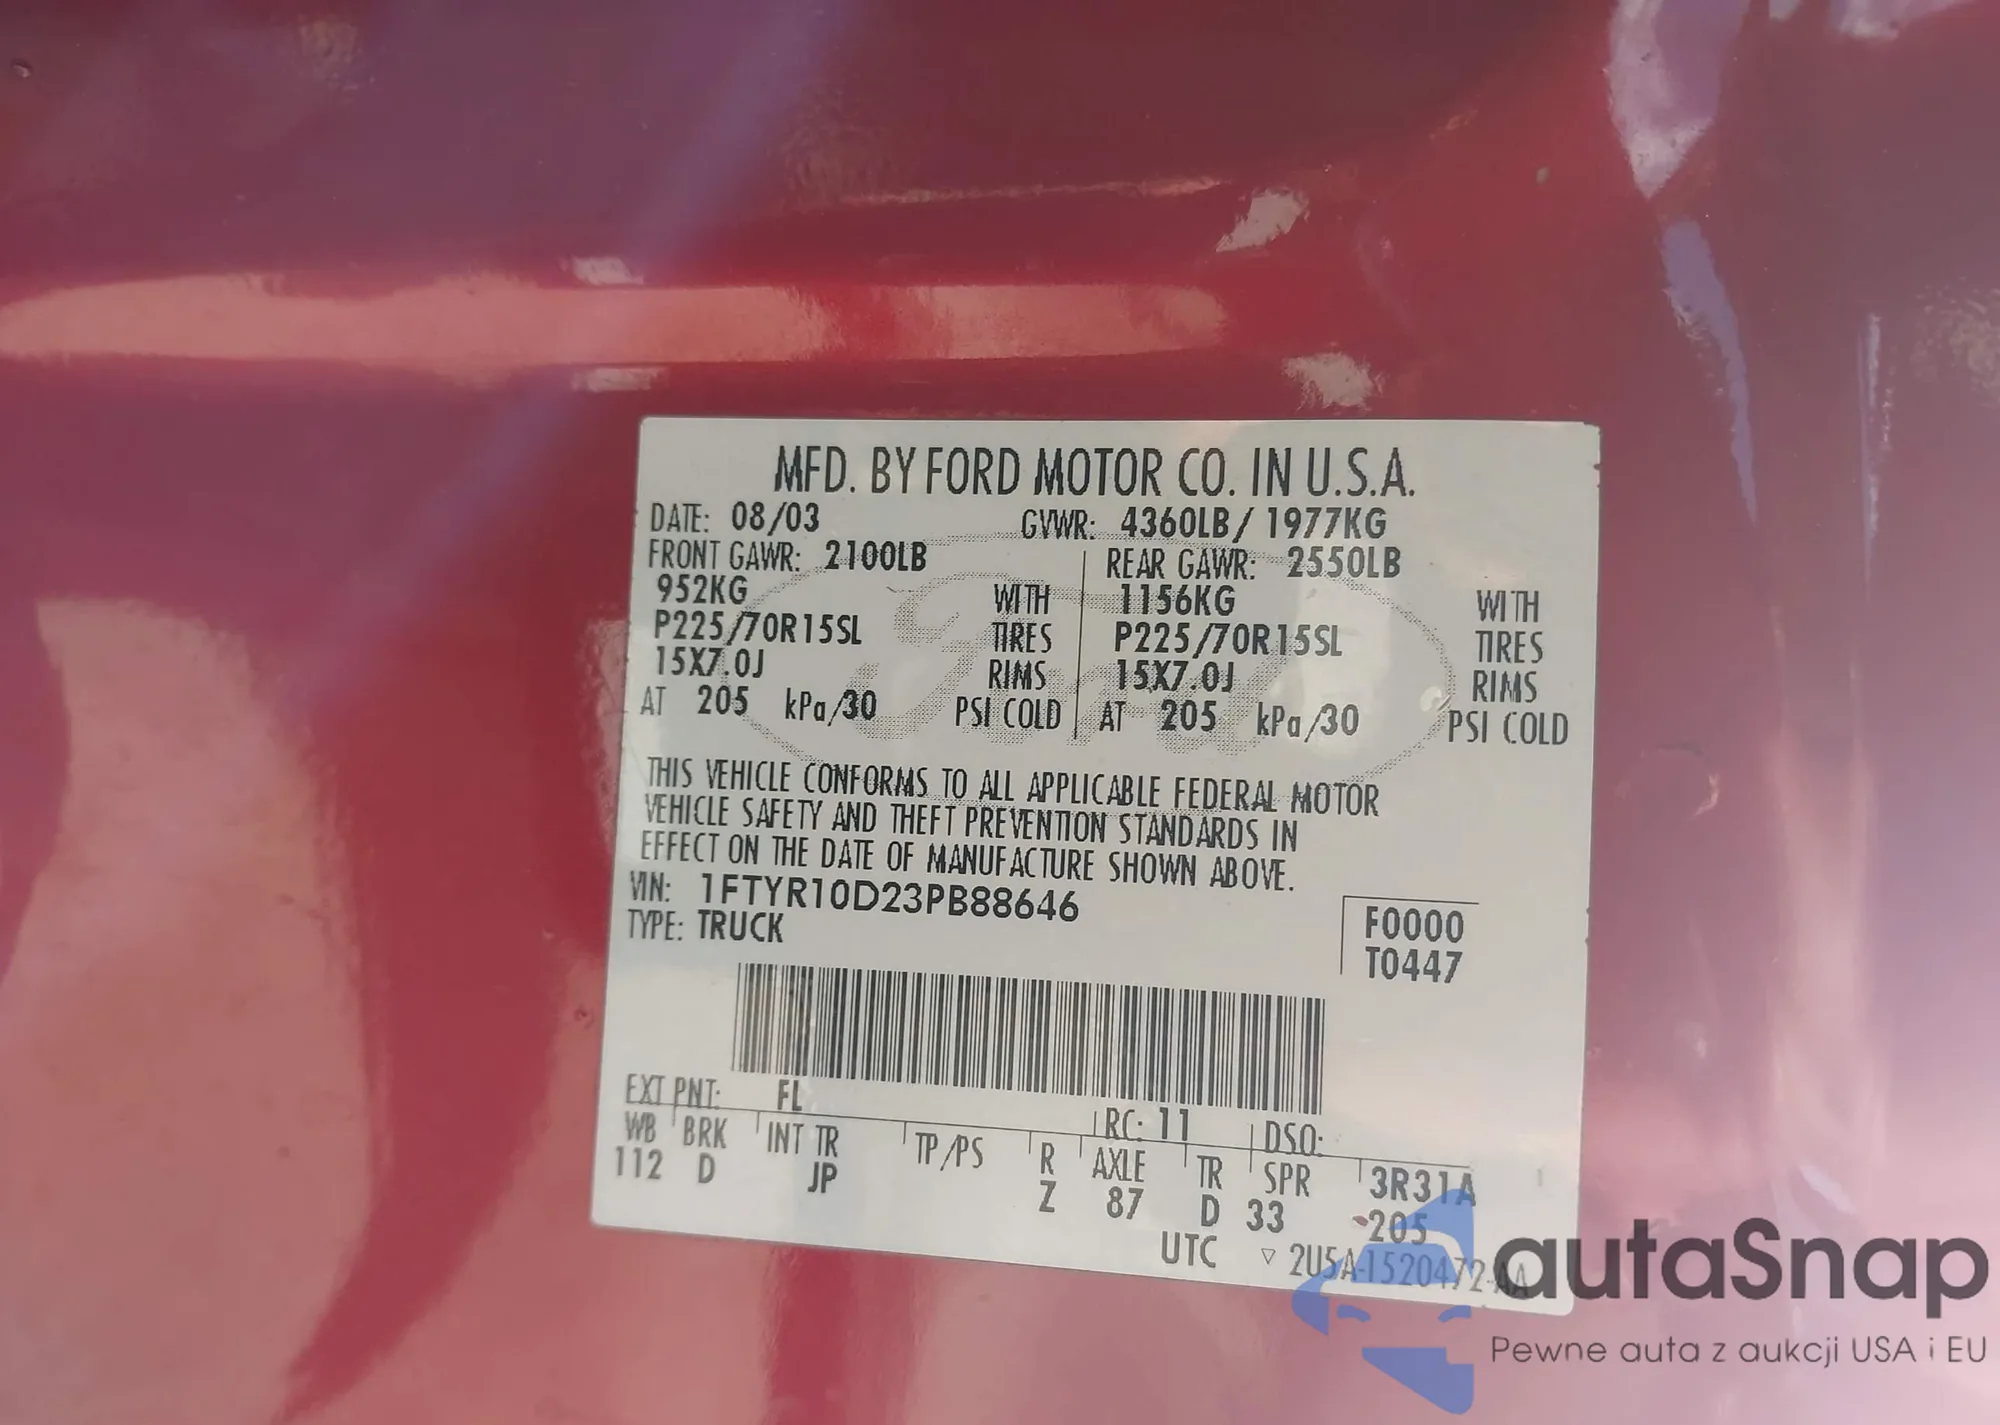 MFD. BY FORD MOTOR CO. IN U.S.A.
DATE: 08/03 GVWR: 4360LB/ 1977KG
FRONT GAWR: 2100LB REAR GAWR: 2550LB
952KG WITH 1156KG WITH
P225/70R15SL TIRES P225/70R15SL TIRES
15X7.0J RIMS 15X7.0J RIMS
AT 205 kPa/30 PSI COLD AT 205 kPa/30 PSI COLD
THIS VEHICLE CONFORMS TO ALL APPLICABLE FEDERAL MOTOR
VEHICLE SAFETY AND THEFT PREVENTION STANDARDS IN
EFFECT ON THE DATE OF MANUFACTURE SHOWN ABOVE.
VIN: 1FTYR10D23PB88646
TYPE: TRUCK
F0000
T0447
EXT PNT: FL RC: 11 DSO:
WB BRK INT TR TP/PS R AXLE TR SPR 3R31A
112 D JP Z 87 D 33 205
UTC ▽ 2U5A-1520472-AA
Ford
autaSnap
Pewne auta z aukcji USA i EU